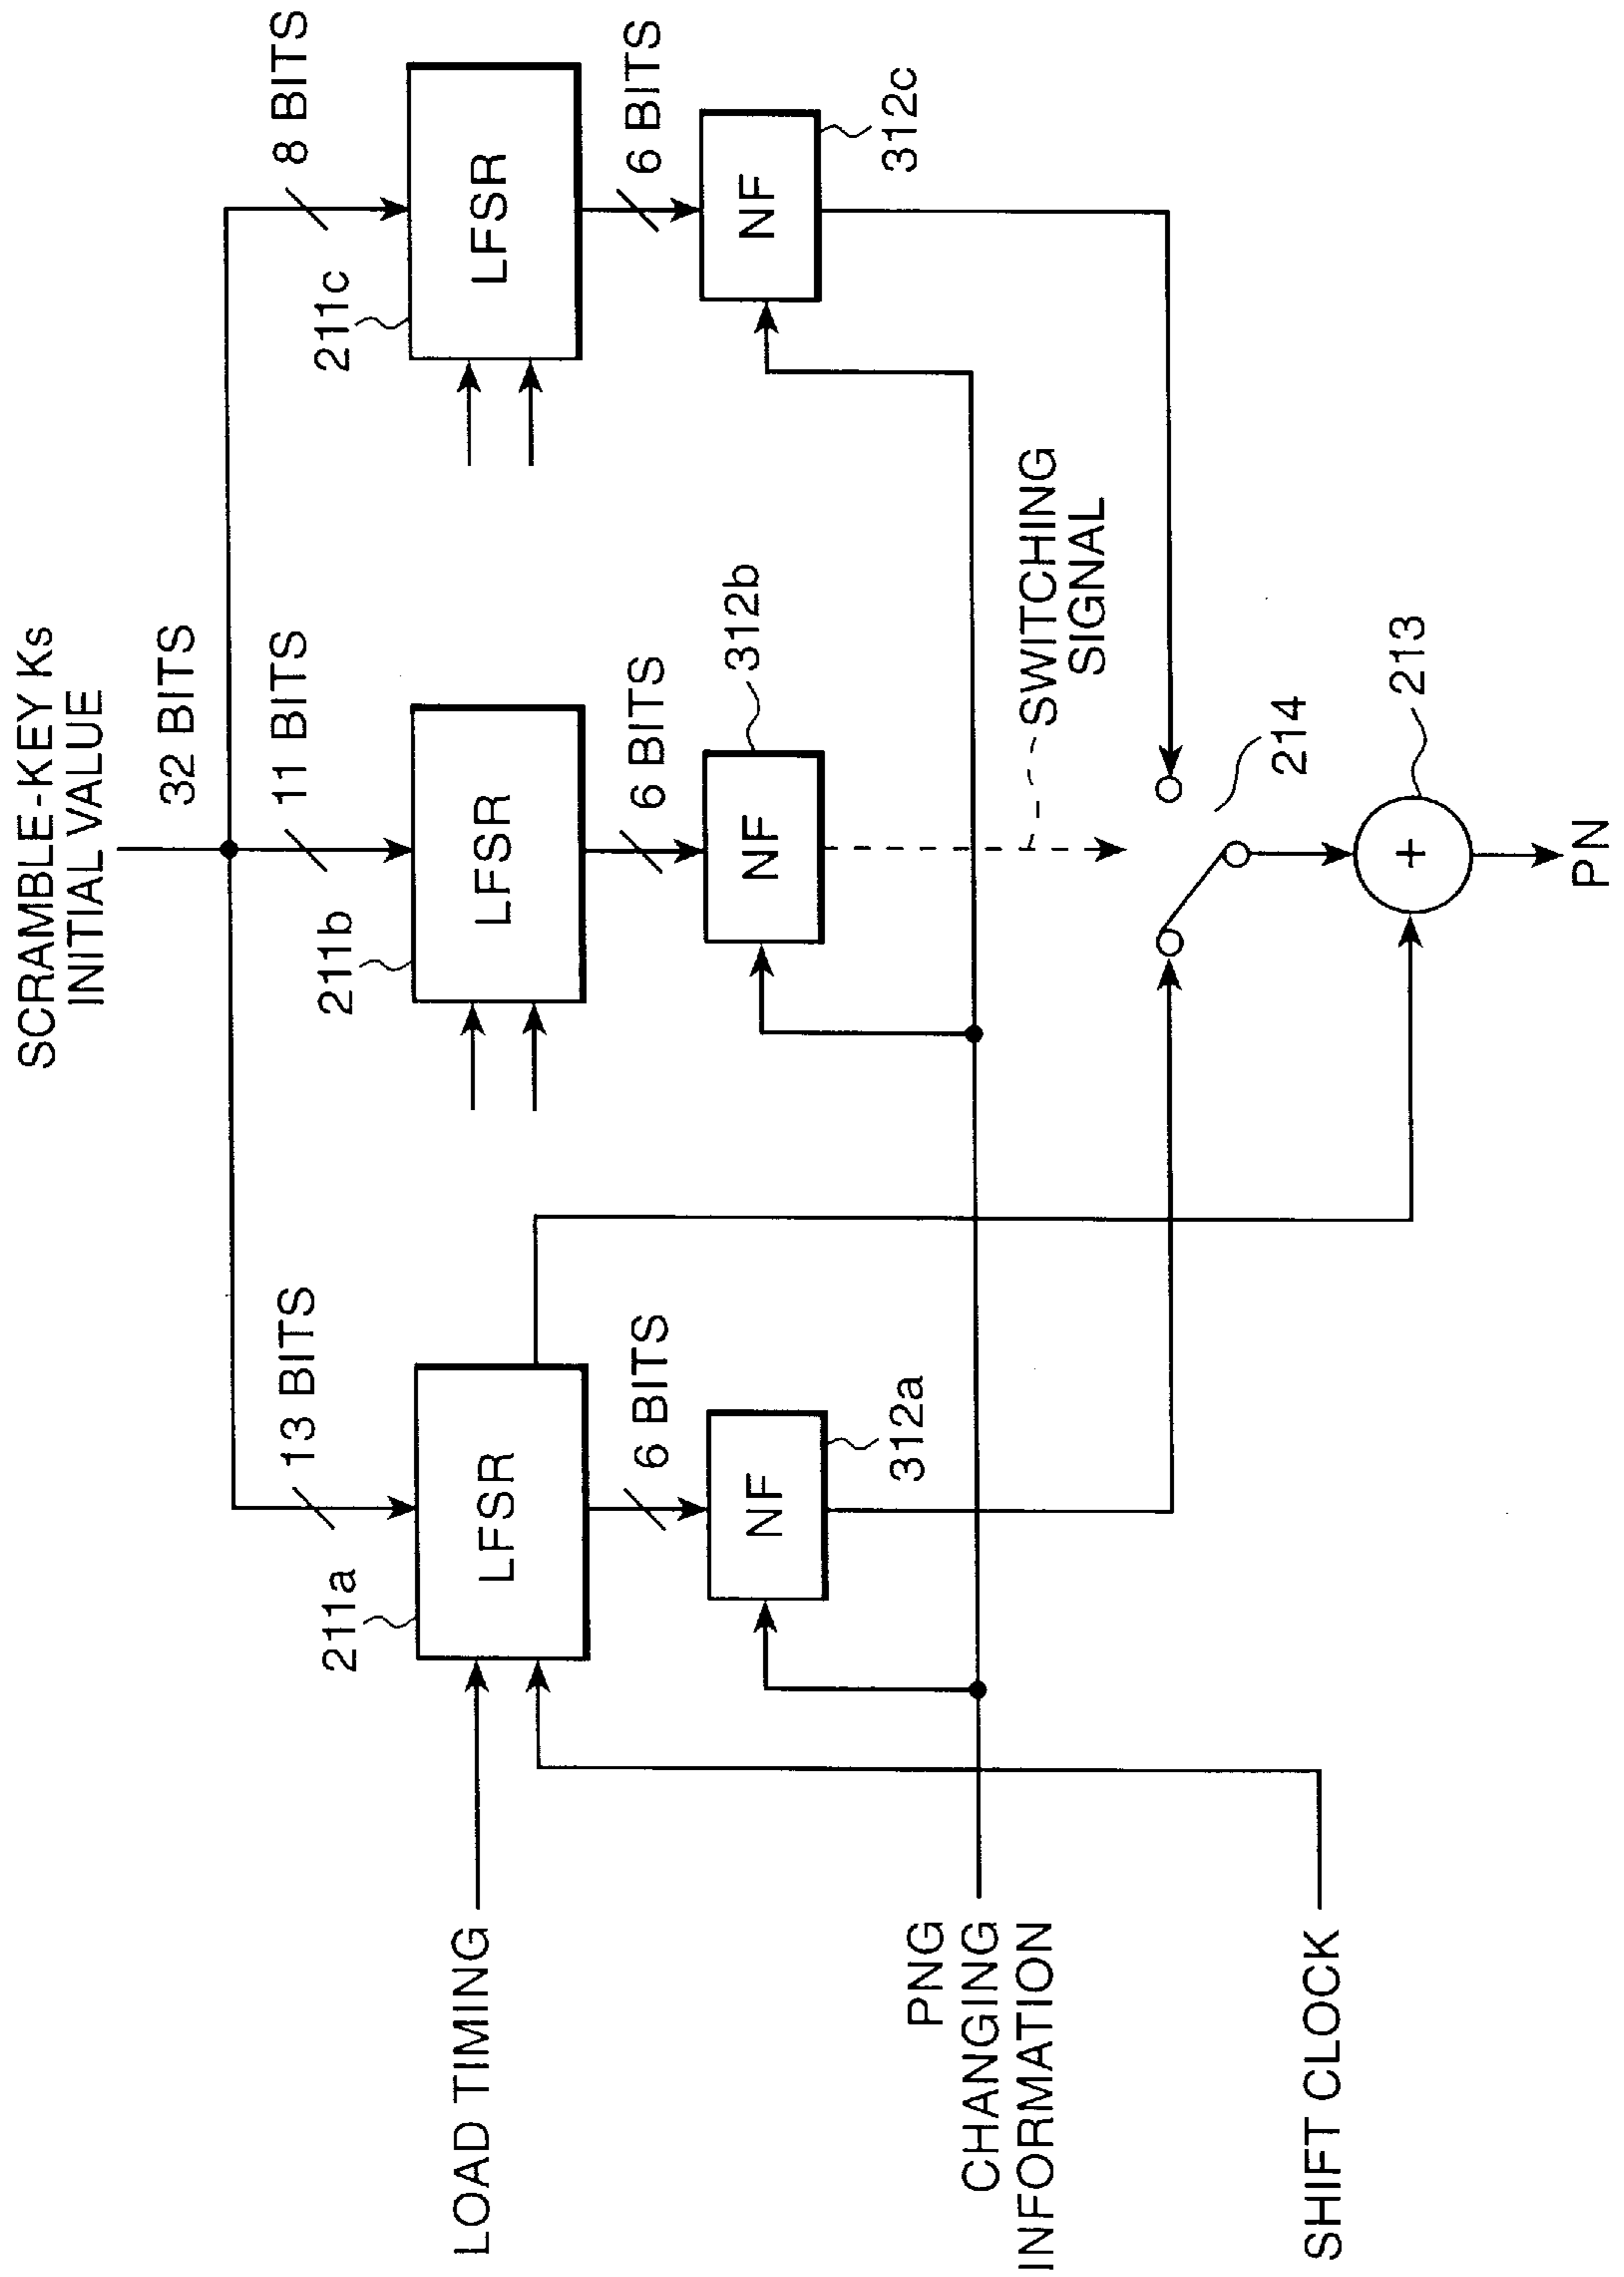 SCRAMBLE-KEY Ks
INITIAL VALUE
32 BITS
13 BITS
11 BITS
8 BITS
211a
LFSR
211b
LFSR
211c
LFSR
LOAD TIMING
6 BITS
6 BITS
6 BITS
NF
312a
NF
312b
NF
312c
PNG
CHANGING
INFORMATION
SWITCHING
SIGNAL
214
SHIFT CLOCK
+
213
PN